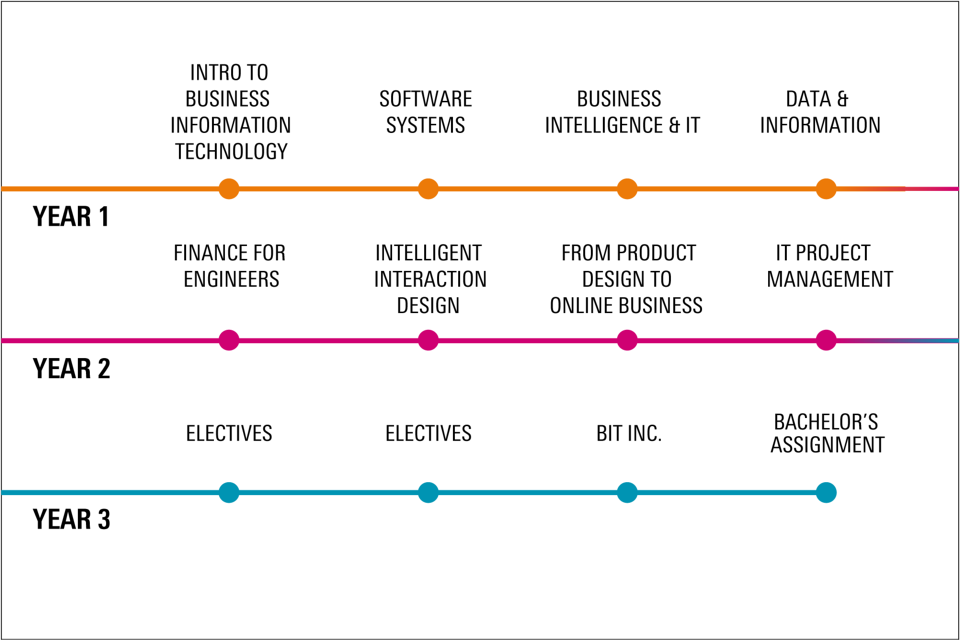 INTRO TO
BUSINESS
INFORMATION
TECHNOLOGY
SOFTWARE
SYSTEMS
BUSINESS
INTELLIGENCE & IT
DATA &
INFORMATION
YEAR 1
FINANCE FOR
ENGINEERS
INTELLIGENT
INTERACTION
DESIGN
FROM PRODUCT
DESIGN TO
ONLINE BUSINESS
IT PROJECT
MANAGEMENT
YEAR 2
ELECTIVES
ELECTIVES
BIT INC.
BACHELOR'S
ASSIGNMENT
YEAR 3